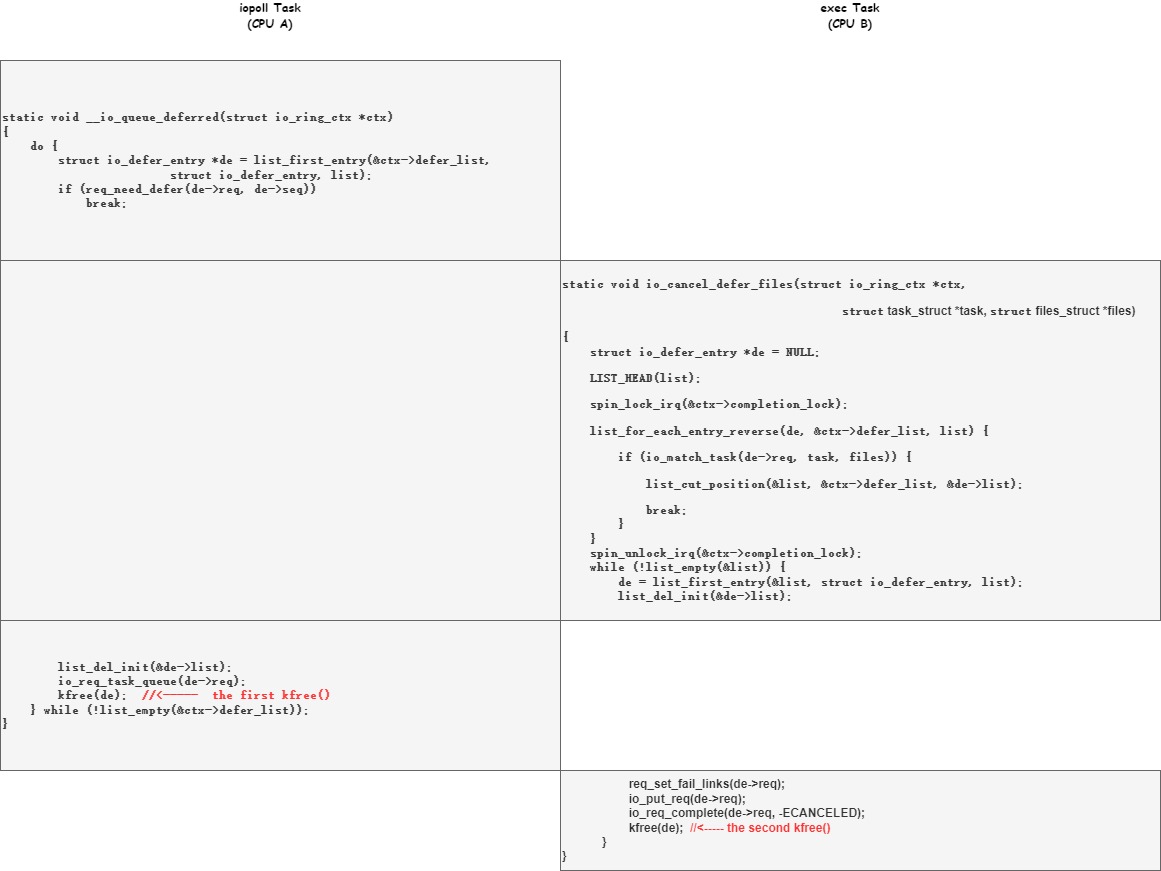 iopoll Task
(CPU A)
exec Task
(CPU B)
static void __io_queue_deferred(struct io_ring_ctx *ctx)
{
    do {
        struct io_defer_entry *de = list_first_entry(&ctx->defer_list,
                        struct io_defer_entry, list);
        if (req_need_defer(de->req, de->seq))
            break;
static void io_cancel_defer_files(struct io_ring_ctx *ctx,
                                        struct task_struct *task, struct files_struct *files)
{
    struct io_defer_entry *de = NULL;
    LIST_HEAD(list);
    spin_lock_irq(&ctx->completion_lock);
    list_for_each_entry_reverse(de, &ctx->defer_list, list) {
        if (io_match_task(de->req, task, files)) {
            list_cut_position(&list, &ctx->defer_list, &de->list);
            break;
        }
    }
    spin_unlock_irq(&ctx->completion_lock);
    while (!list_empty(&list)) {
        de = list_first_entry(&list, struct io_defer_entry, list);
        list_del_init(&de->list);
        list_del_init(&de->list);
        io_req_task_queue(de->req);
        kfree(de);  //<----- the first kfree()
    } while (!list_empty(&ctx->defer_list));
}
        req_set_fail_links(de->req);
        io_put_req(de->req);
        io_req_complete(de->req, -ECANCELED);
        kfree(de);  //<----- the second kfree()
    }
}